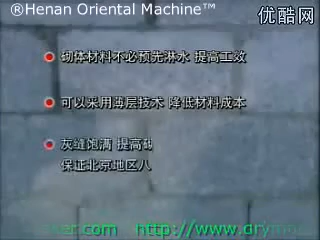 ®Henan Oriental Machine™
优酷网
砌体材料不必预先淋水 提高工效
可以采用薄层技术 降低材料成本
灰缝饱满 提高砌
保证北京地区八
.com http://www.drym